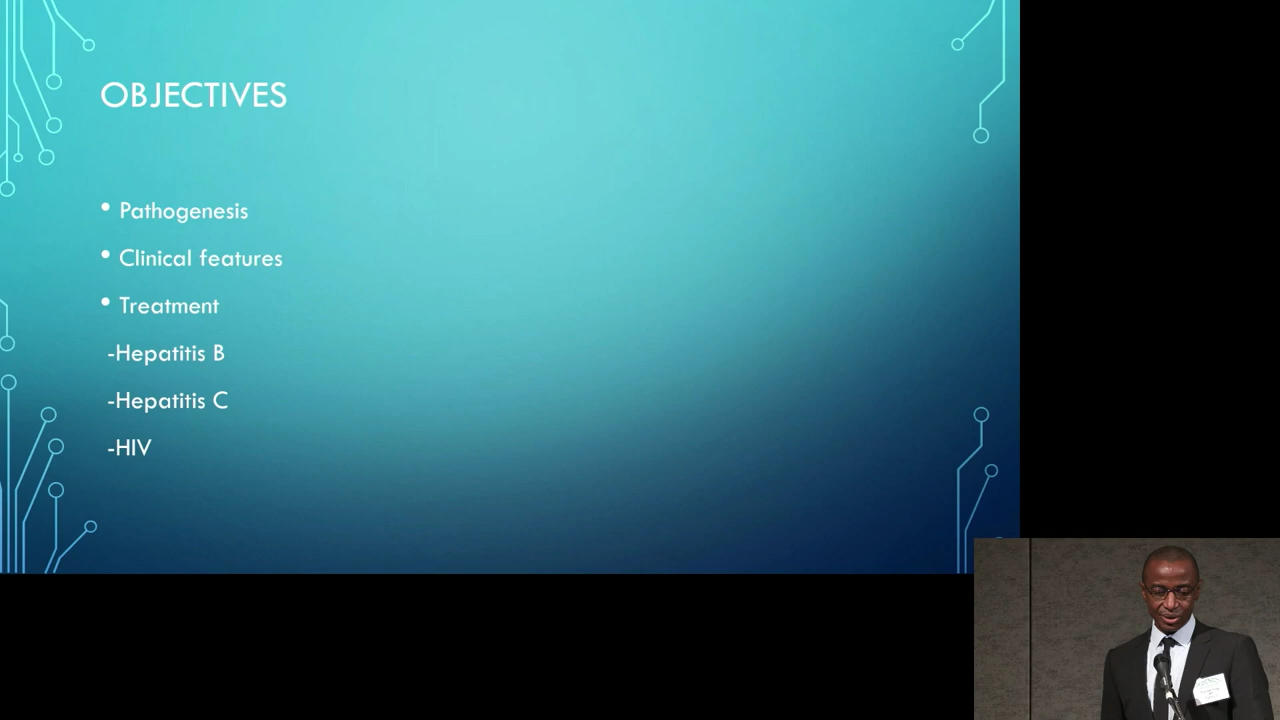 OBJECTIVES
• Pathogenesis
• Clinical features
• Treatment
-Hepatitis B
-Hepatitis C
-HIV